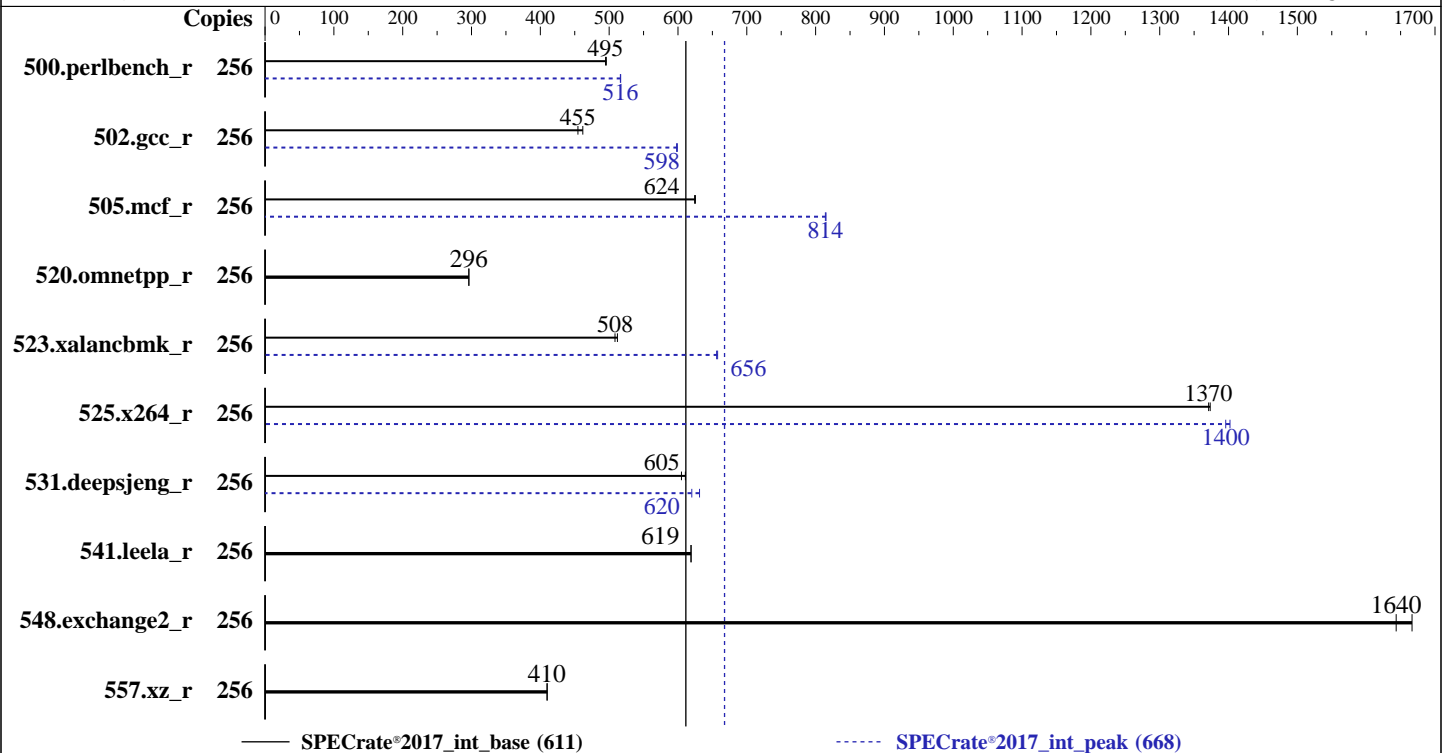 Copies 0 100 200 300 400 500 600 700 800 900 1000 1100 1200 1300 1400 1500 1700
500.perlbench_r 256 495
516
502.gcc_r 256 455
598
505.mcf_r 256 624
814
520.omnetpp_r 256 296
523.xalancbmk_r 256 508
656
525.x264_r 256 1370
1400
531.deepsjeng_r 256 605
620
541.leela_r 256 619
548.exchange2_r 256 1640
557.xz_r 256 410
SPECrate®2017_int_base (611) SPECrate®2017_int_peak (668)